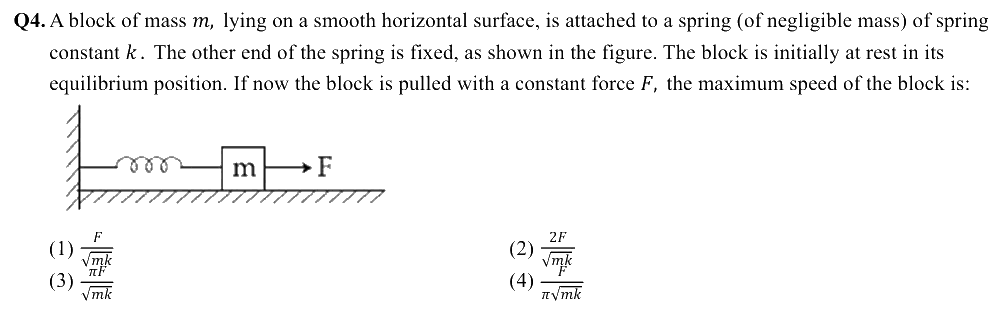 Q4. A block of mass m, lying on a smooth horizontal surface, is attached to a spring (of negligible mass) of spring
constant k. The other end of the spring is fixed, as shown in the figure. The block is initially at rest in its
equilibrium position. If now the block is pulled with a constant force F, the maximum speed of the block is:
m F
(1) F/√mk (2) 2F/√mk
(3) πF/√mk (4) F/π√mk